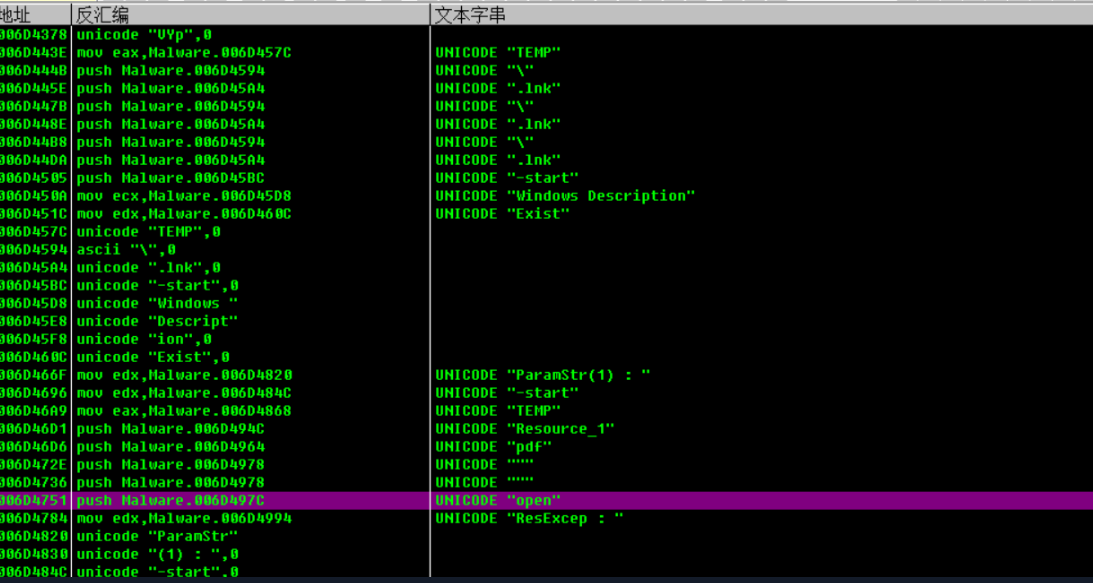 地址 反汇编 文本字串
006D4378 unicode "VYp",0
006D443E mov eax,Malware.006D457C UNICODE "TEMP"
006D444B push Malware.006D4594 UNICODE "\"
006D445E push Malware.006D45A4 UNICODE ".lnk"
006D447B push Malware.006D4594 UNICODE "\"
006D448E push Malware.006D45A4 UNICODE ".lnk"
006D44B8 push Malware.006D4594 UNICODE "\"
006D44DA push Malware.006D45A4 UNICODE ".lnk"
006D4505 push Malware.006D45BC UNICODE "-start"
006D450A mov ecx,Malware.006D45D8 UNICODE "Windows Description"
006D451C mov edx,Malware.006D460C UNICODE "Exist"
006D457C unicode "TEMP",0
006D4594 ascii "\",0
006D45A4 unicode ".lnk",0
006D45BC unicode "-start",0
006D45D8 unicode "Windows "
006D45E8 unicode "Descript"
006D45F8 unicode "ion",0
006D460C unicode "Exist",0
006D466F mov edx,Malware.006D4820 UNICODE "ParamStr(1) : "
006D4696 mov edx,Malware.006D484C UNICODE "-start"
006D46A9 mov eax,Malware.006D4868 UNICODE "TEMP"
006D46D1 push Malware.006D494C UNICODE "Resource_1"
006D46D6 push Malware.006D4964 UNICODE "pdf"
006D472E push Malware.006D4978 UNICODE """
006D4736 push Malware.006D4978 UNICODE """
006D4751 push Malware.006D497C UNICODE "open"
006D4784 mov edx,Malware.006D4994 UNICODE "ResExcep : "
006D4820 unicode "ParamStr"
006D4830 unicode "(1) : ",0
006D484C unicode "-start",0